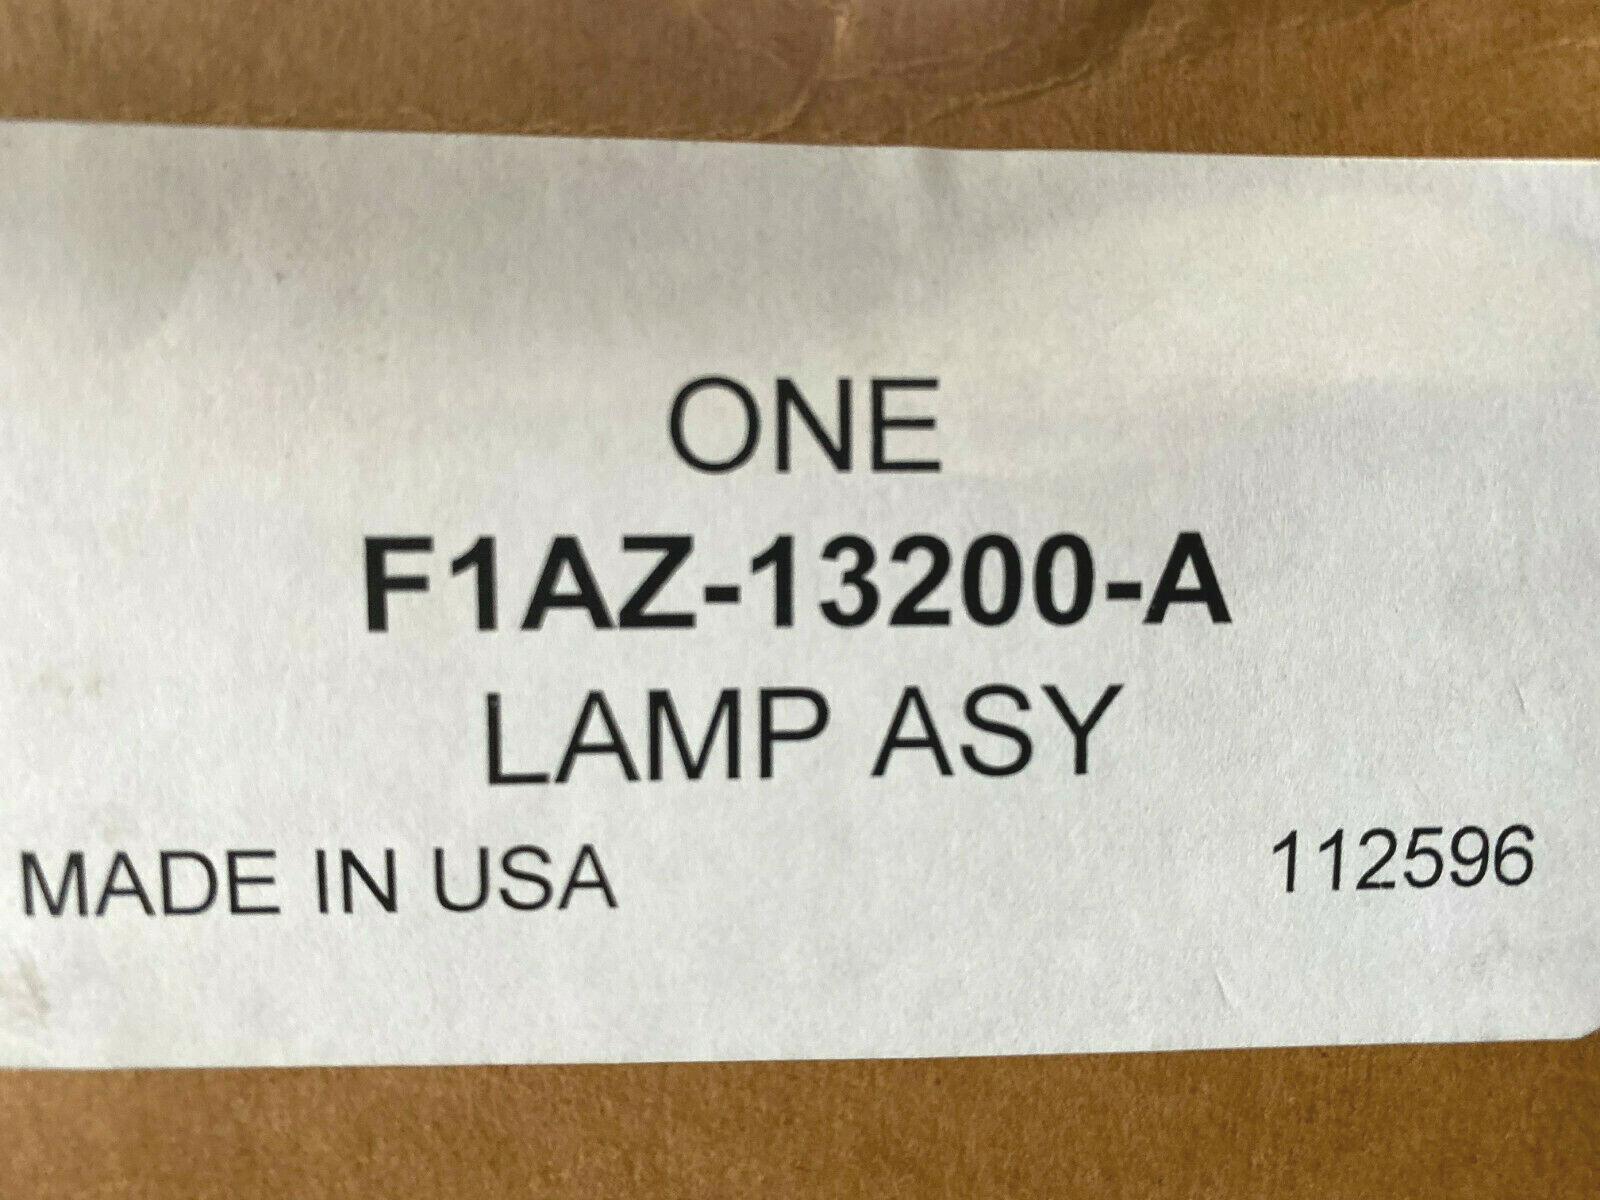 ONE
F1AZ-13200-A
LAMP ASY
MADE IN USA 112596